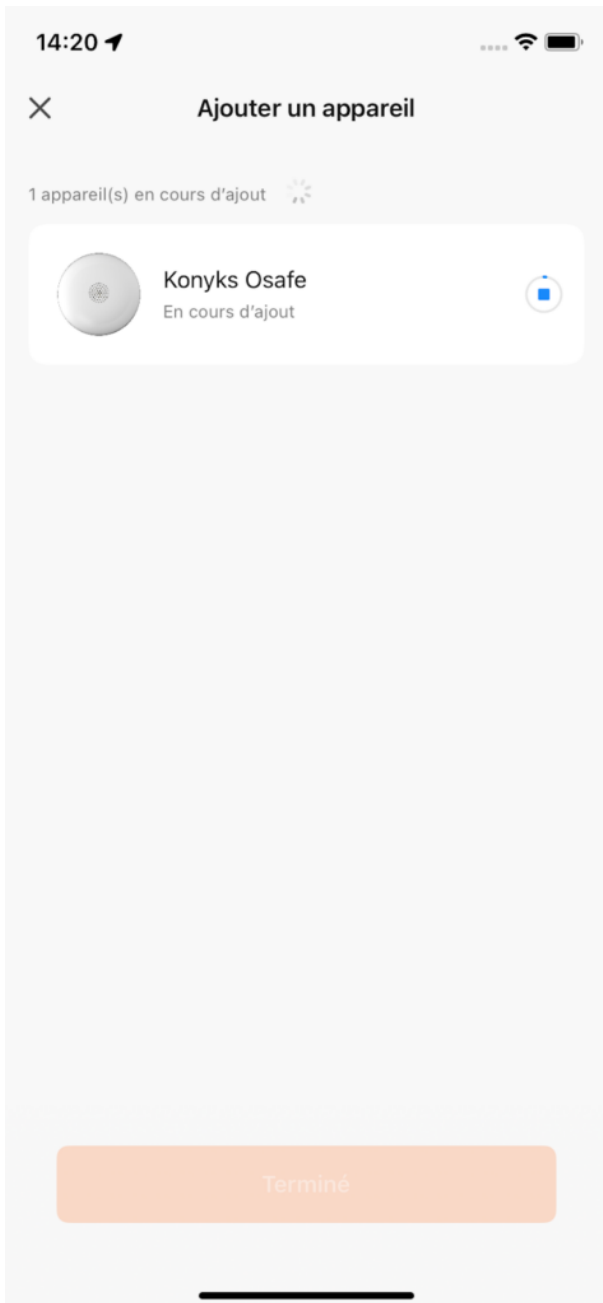 14:20
Ajouter un appareil
1 appareil(s) en cours d'ajout
Konyks Osafe
En cours d'ajout
Terminé